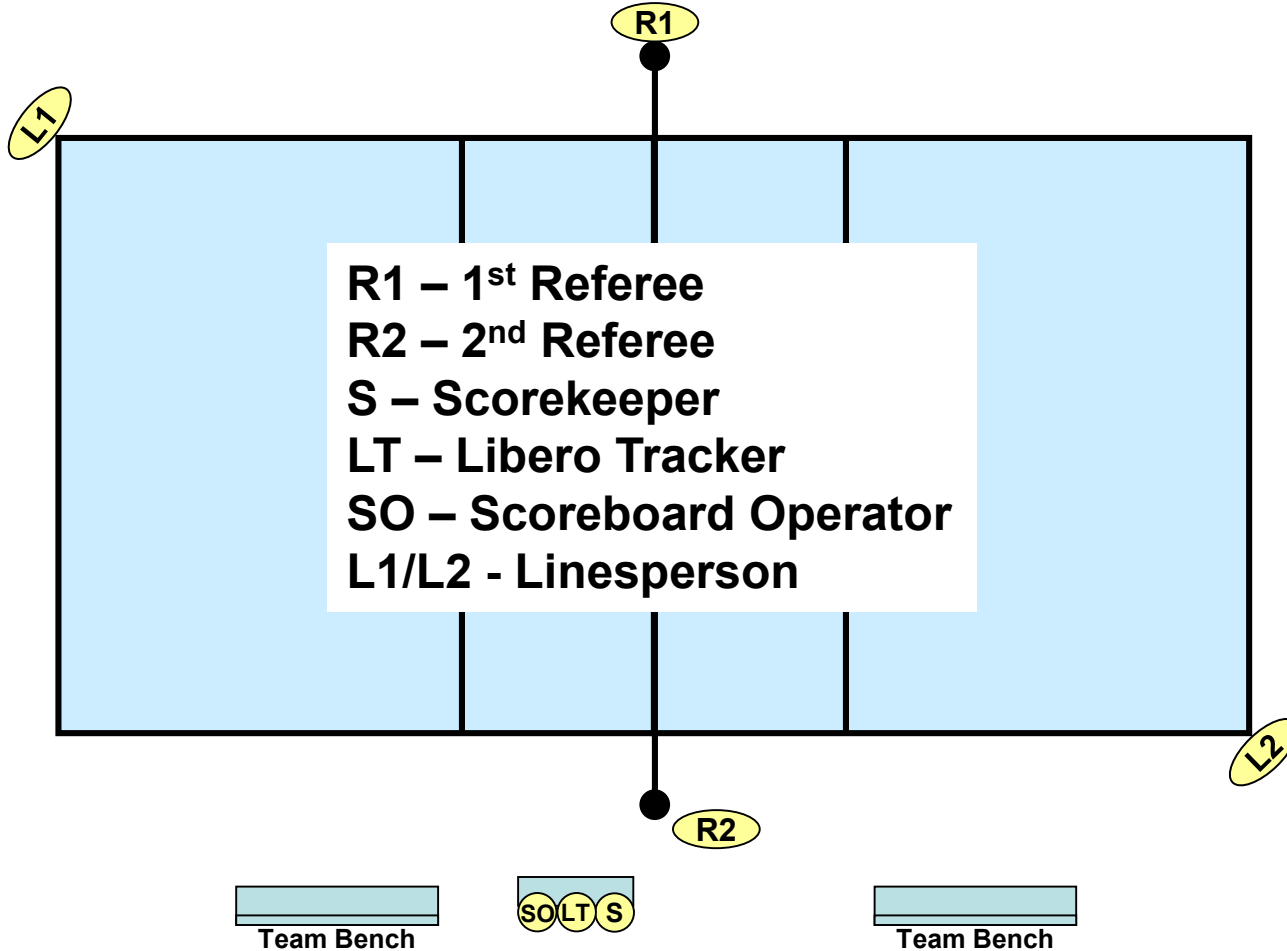 R1
L1
R1 – 1st Referee
R2 – 2nd Referee
S – Scorekeeper
LT – Libero Tracker
SO – Scoreboard Operator
L1/L2 - Linesperson
L2
R2
SO LT S
Team Bench
Team Bench